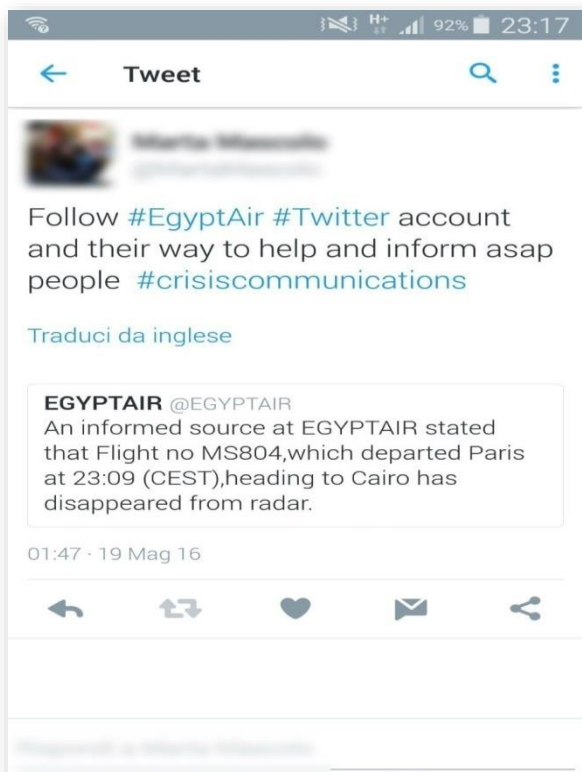 H+ 92% 23:17
Tweet
Follow #EgyptAir #Twitter account
and their way to help and inform asap
people #crisiscommunications
Traduci da inglese
EGYPTAIR @EGYPTAIR
An informed source at EGYPTAIR stated
that Flight no MS804,which departed Paris
at 23:09 (CEST),heading to Cairo has
disappeared from radar.
01:47 · 19 Mag 16